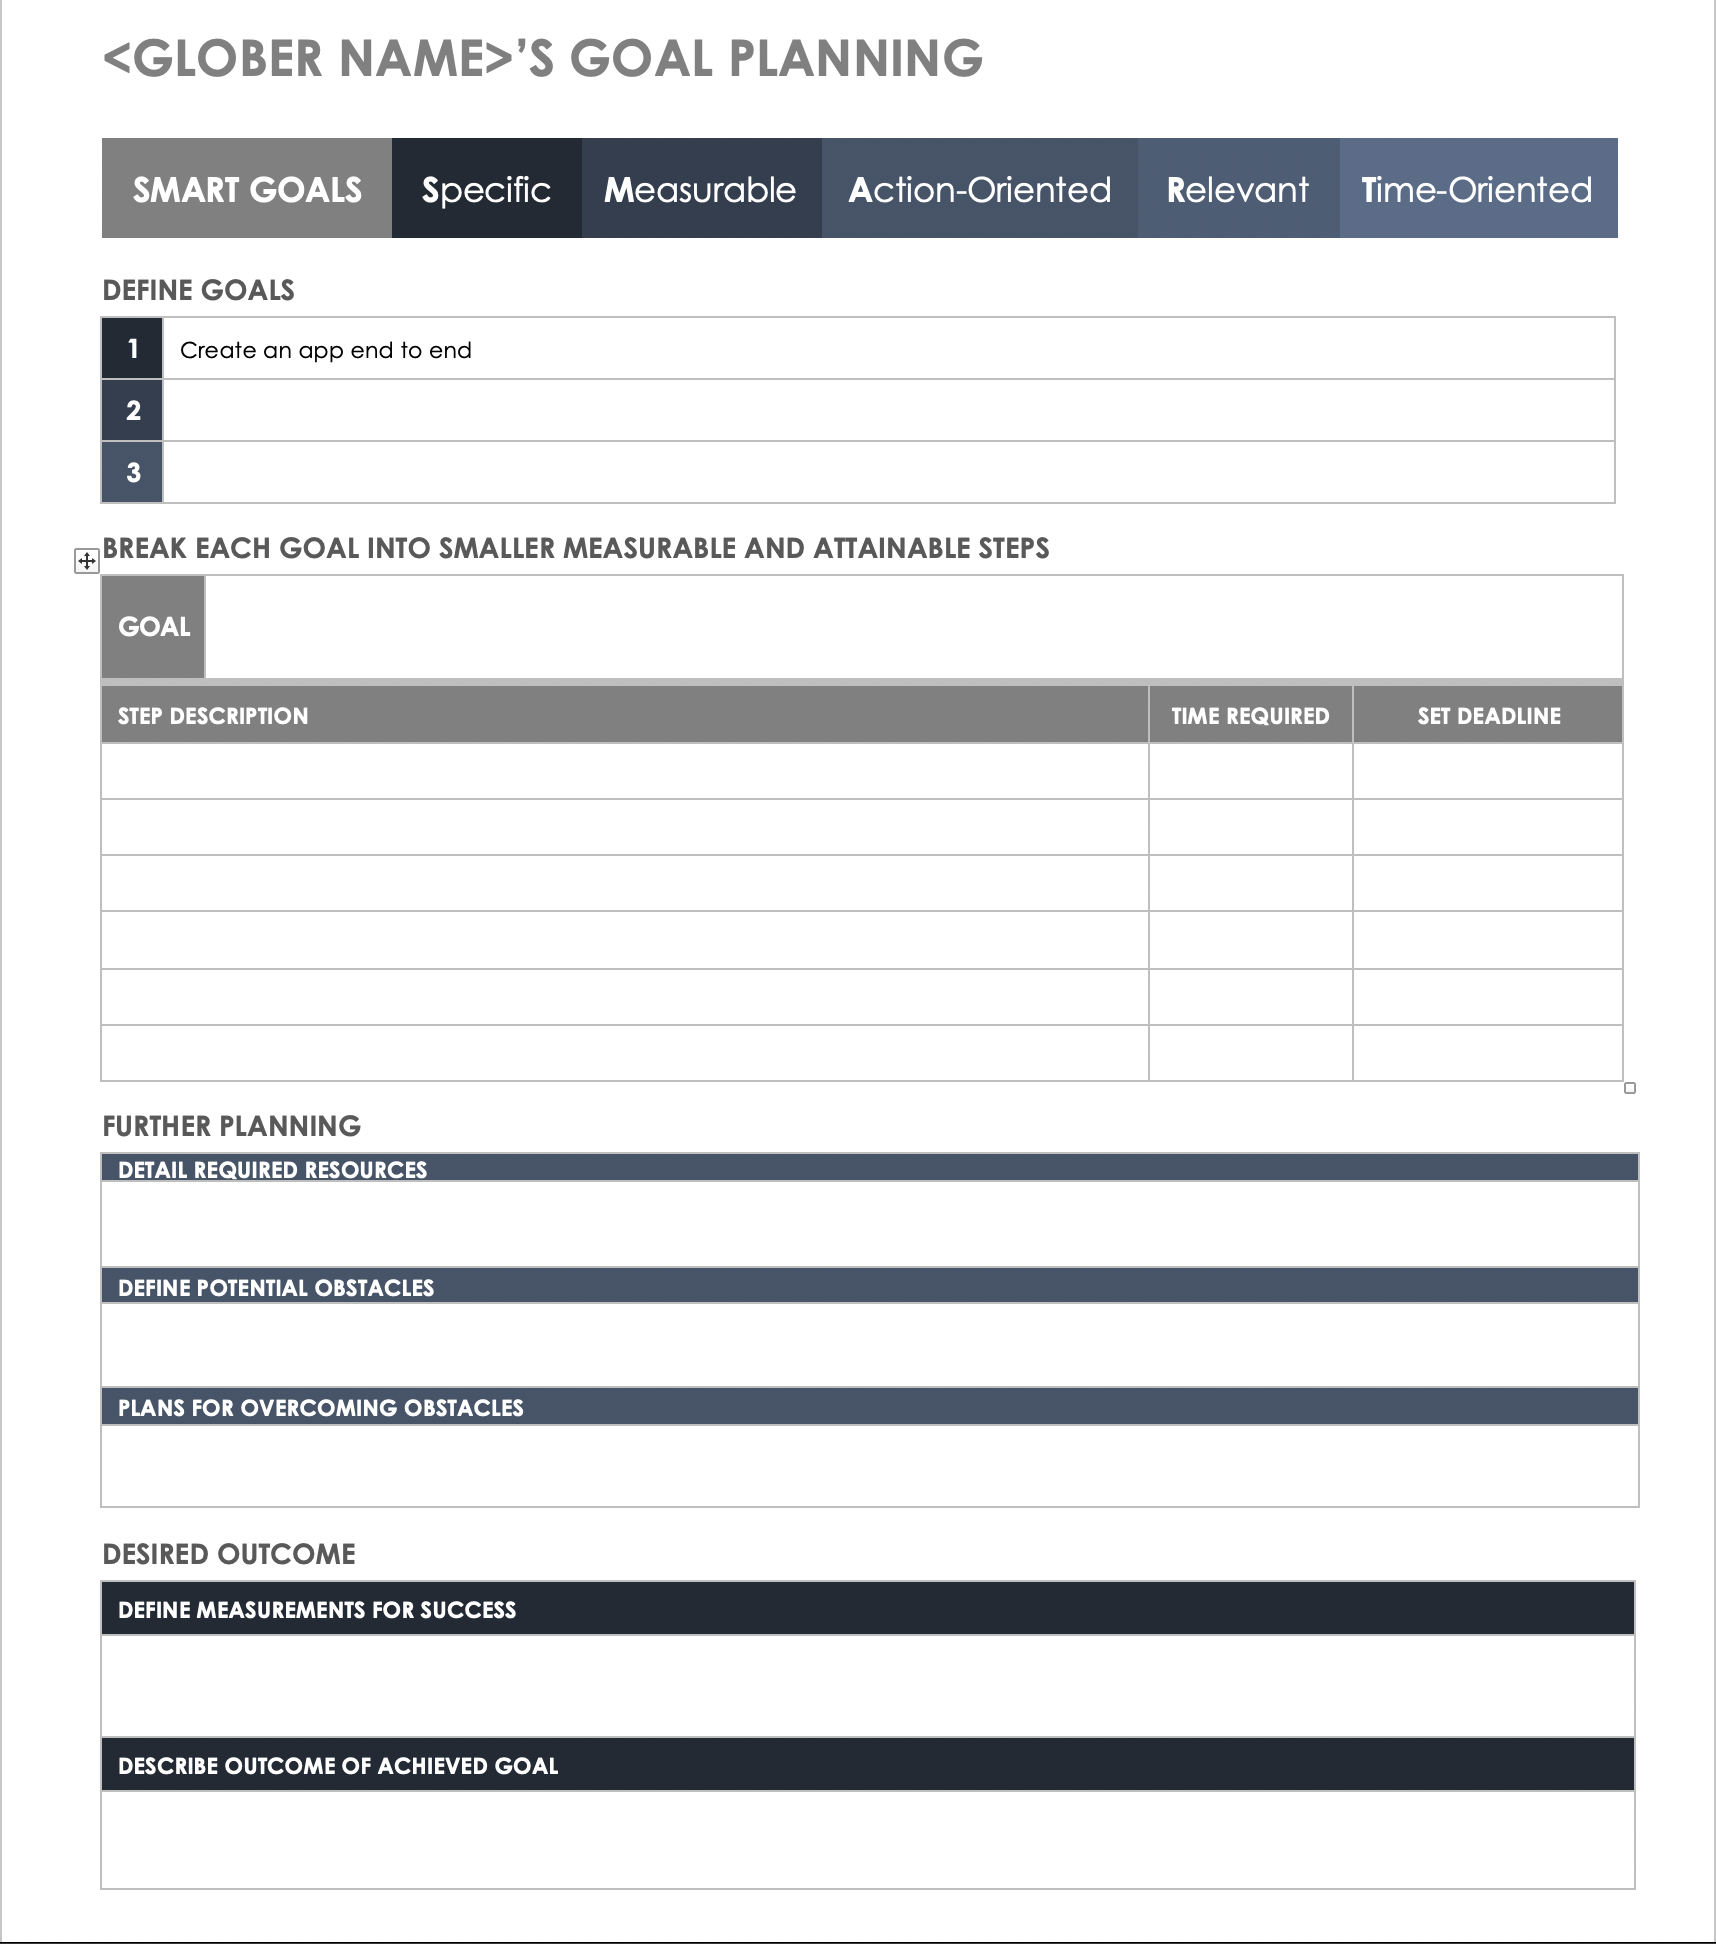 <GLOBER NAME>’S GOAL PLANNING
SMART GOALS Specific Measurable Action-Oriented Relevant Time-Oriented
DEFINE GOALS
1 Create an app end to end
2
3
BREAK EACH GOAL INTO SMALLER MEASURABLE AND ATTAINABLE STEPS
GOAL
STEP DESCRIPTION TIME REQUIRED SET DEADLINE
FURTHER PLANNING
DETAIL REQUIRED RESOURCES
DEFINE POTENTIAL OBSTACLES
PLANS FOR OVERCOMING OBSTACLES
DESIRED OUTCOME
DEFINE MEASUREMENTS FOR SUCCESS
DESCRIBE OUTCOME OF ACHIEVED GOAL